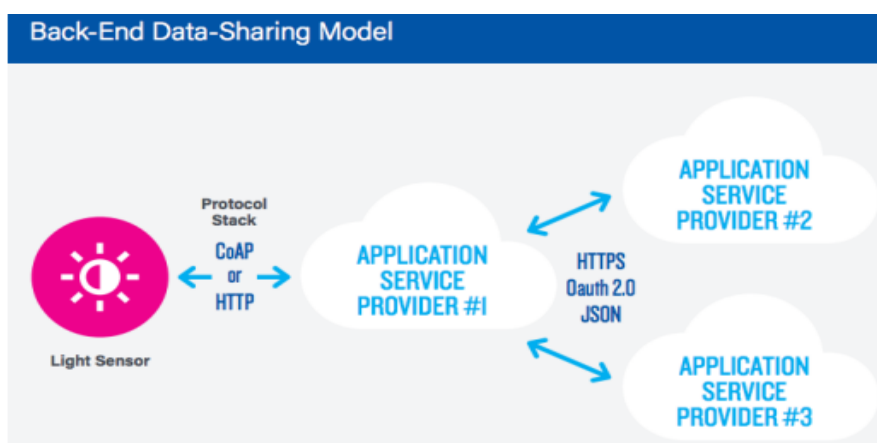 Back-End Data-Sharing Model
Protocol
Stack
CoAP
or
HTTP
Light Sensor
APPLICATION
SERVICE
PROVIDER #1
HTTPS
Oauth 2.0
JSON
APPLICATION
SERVICE
PROVIDER #2
APPLICATION
SERVICE
PROVIDER #3